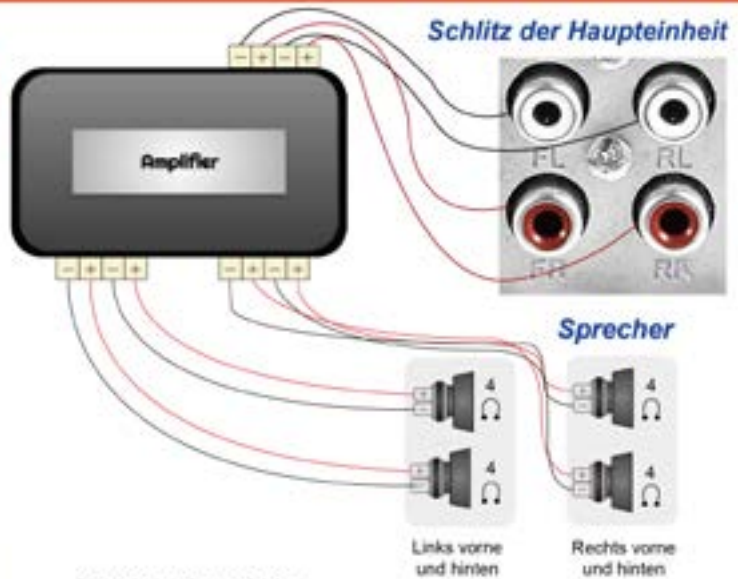 Schlitz der Haupteinheit
− + − +
Amplifier
FL RL
FR RR
− + − + − + − +
Sprecher
+ 4 + 4
− Ω − Ω
+ 4 + 4
− Ω − Ω
Links vorne
und hinten
Rechts vorne
und hinten